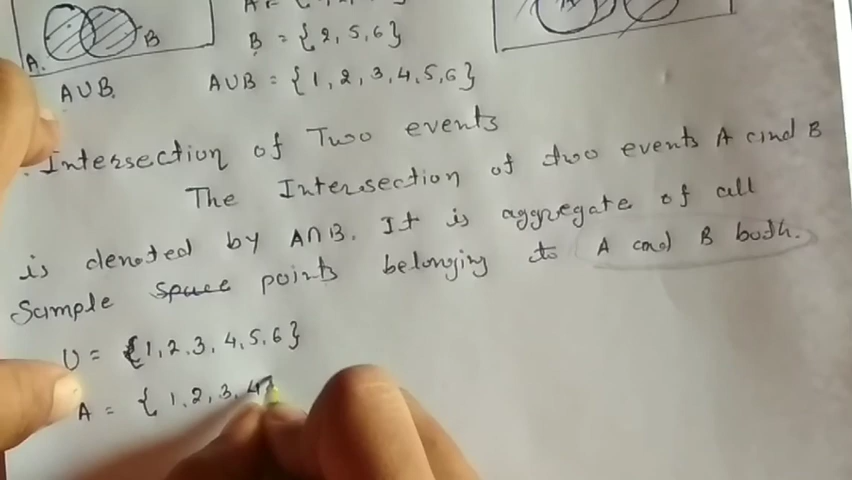 B = {2, 5, 6}
A. B
A∪B. A∪B = {1, 2, 3, 4, 5, 6}
Intersection of Two events
The Intersection of two events A and B
is denoted by A∩B. It is aggregate of all
Sample space points belonging to A and B both.
U = {1, 2, 3, 4, 5, 6}
A = { 1, 2, 3, 4